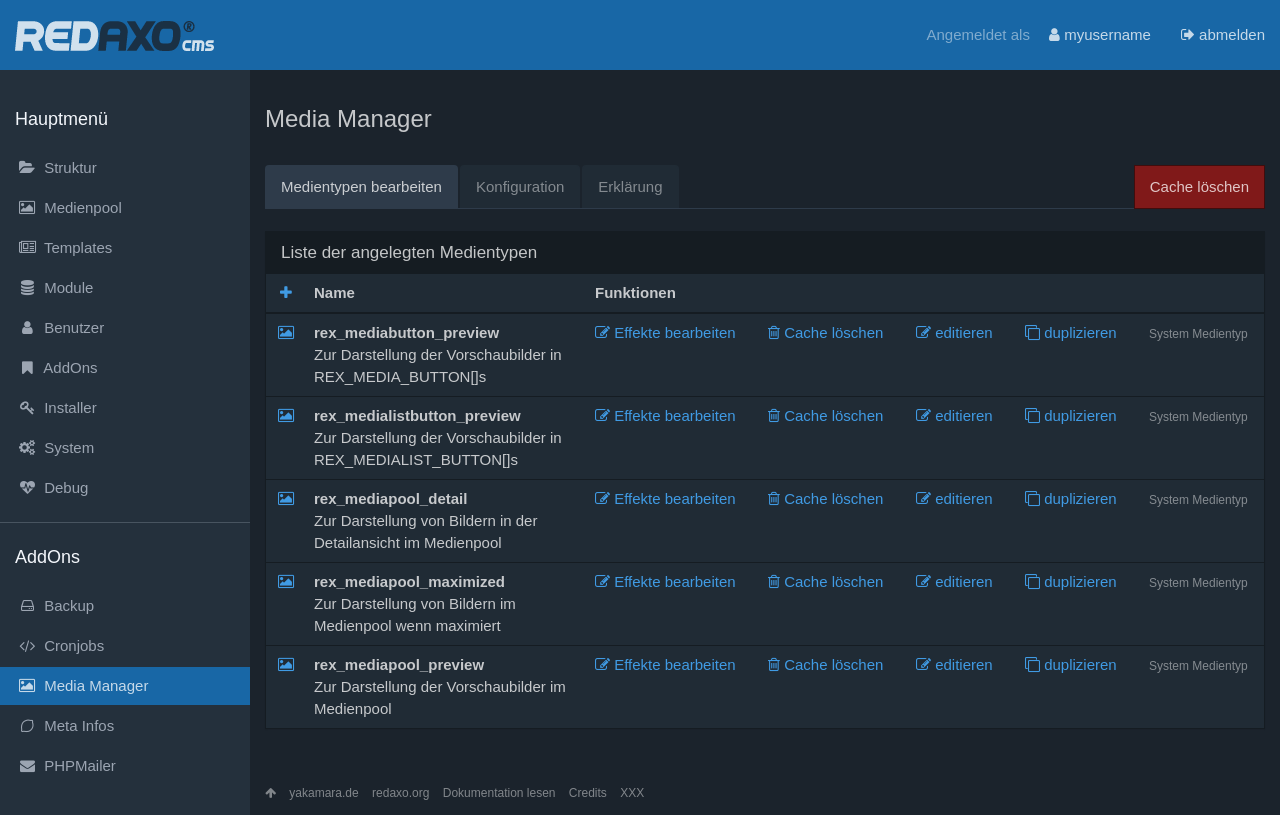 REDAXO® cms
Angemeldet als myusername abmelden
Hauptmenü
Struktur
Medienpool
Templates
Module
Benutzer
AddOns
Installer
System
Debug
AddOns
Backup
Cronjobs
Media Manager
Meta Infos
PHPMailer
Media Manager
Medientypen bearbeiten Konfiguration Erklärung Cache löschen
Liste der angelegten Medientypen
Name Funktionen
rex_mediabutton_preview Effekte bearbeiten Cache löschen editieren duplizieren System Medientyp
Zur Darstellung der Vorschaubilder in
REX_MEDIA_BUTTON[]s
rex_medialistbutton_preview Effekte bearbeiten Cache löschen editieren duplizieren System Medientyp
Zur Darstellung der Vorschaubilder in
REX_MEDIALIST_BUTTON[]s
rex_mediapool_detail Effekte bearbeiten Cache löschen editieren duplizieren System Medientyp
Zur Darstellung von Bildern in der
Detailansicht im Medienpool
rex_mediapool_maximized Effekte bearbeiten Cache löschen editieren duplizieren System Medientyp
Zur Darstellung von Bildern im
Medienpool wenn maximiert
rex_mediapool_preview Effekte bearbeiten Cache löschen editieren duplizieren System Medientyp
Zur Darstellung der Vorschaubilder im
Medienpool
yakamara.de redaxo.org Dokumentation lesen Credits XXX